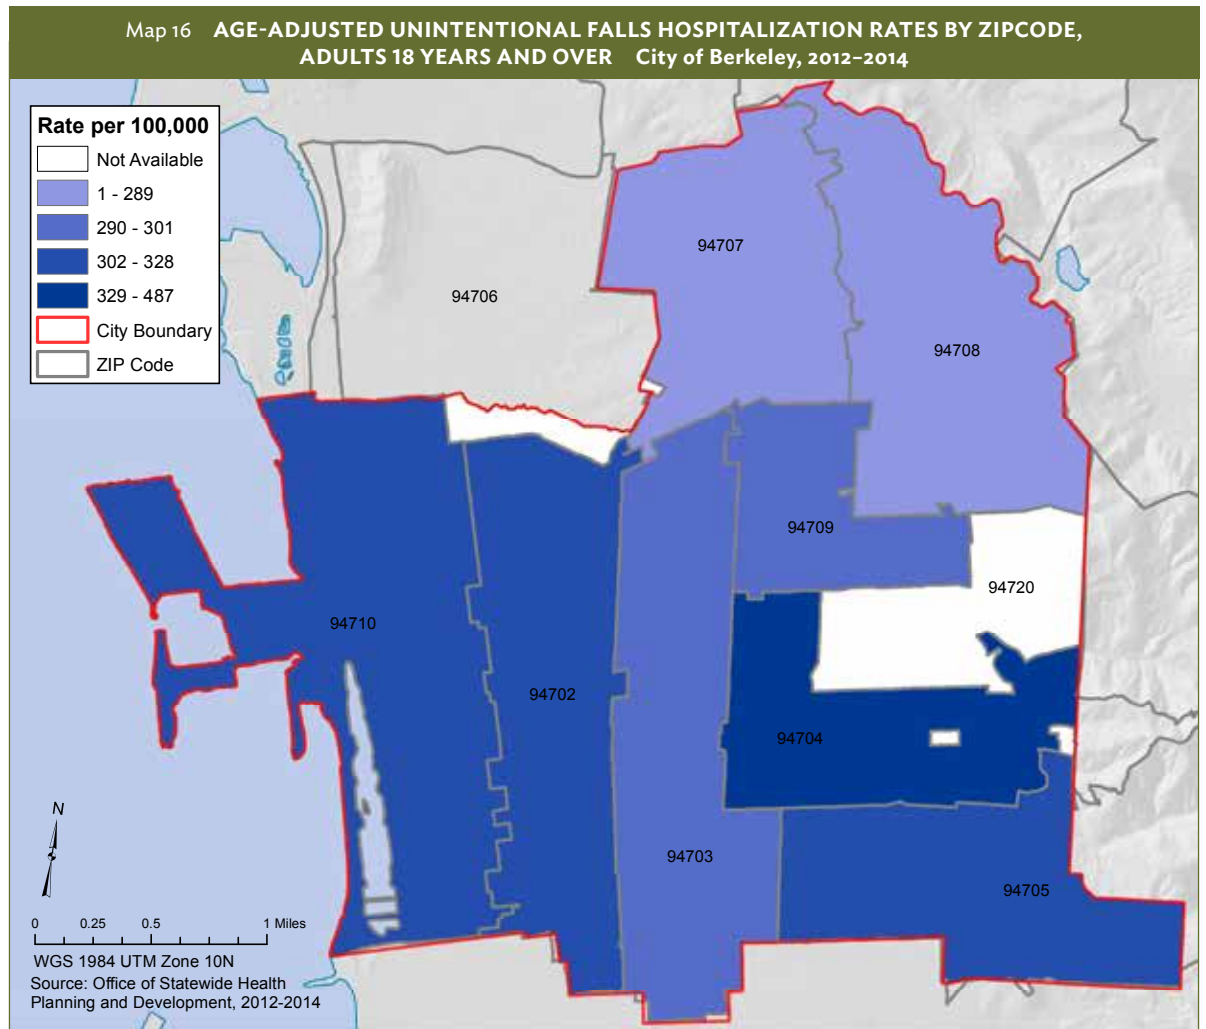 Map 16 AGE-ADJUSTED UNINTENTIONAL FALLS HOSPITALIZATION RATES BY ZIPCODE,
ADULTS 18 YEARS AND OVER City of Berkeley, 2012–2014
Rate per 100,000
Not Available
1 - 289
290 - 301
302 - 328
329 - 487
City Boundary
ZIP Code
94707
94706
94708
94709
94720
94710
94702
94704
94703
94705
N
0 0.25 0.5 1 Miles
WGS 1984 UTM Zone 10N
Source: Office of Statewide Health
Planning and Development, 2012-2014